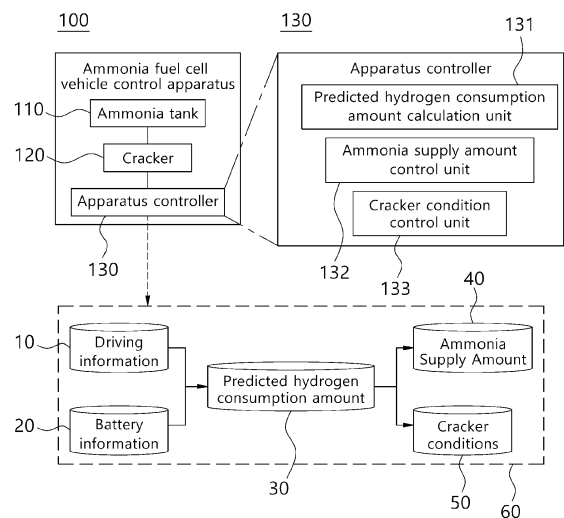 100
Ammonia fuel cell
vehicle control apparatus
110
Ammonia tank
120
Cracker
Apparatus controller
130
130
131
Apparatus controller
Predicted hydrogen consumption
amount calculation unit
Ammonia supply amount
control unit
Cracker condition
control unit
132
133
10
Driving
information
20
Battery
information
Predicted hydrogen
consumption amount
30
40
Ammonia
Supply Amount
Cracker
conditions
50
60